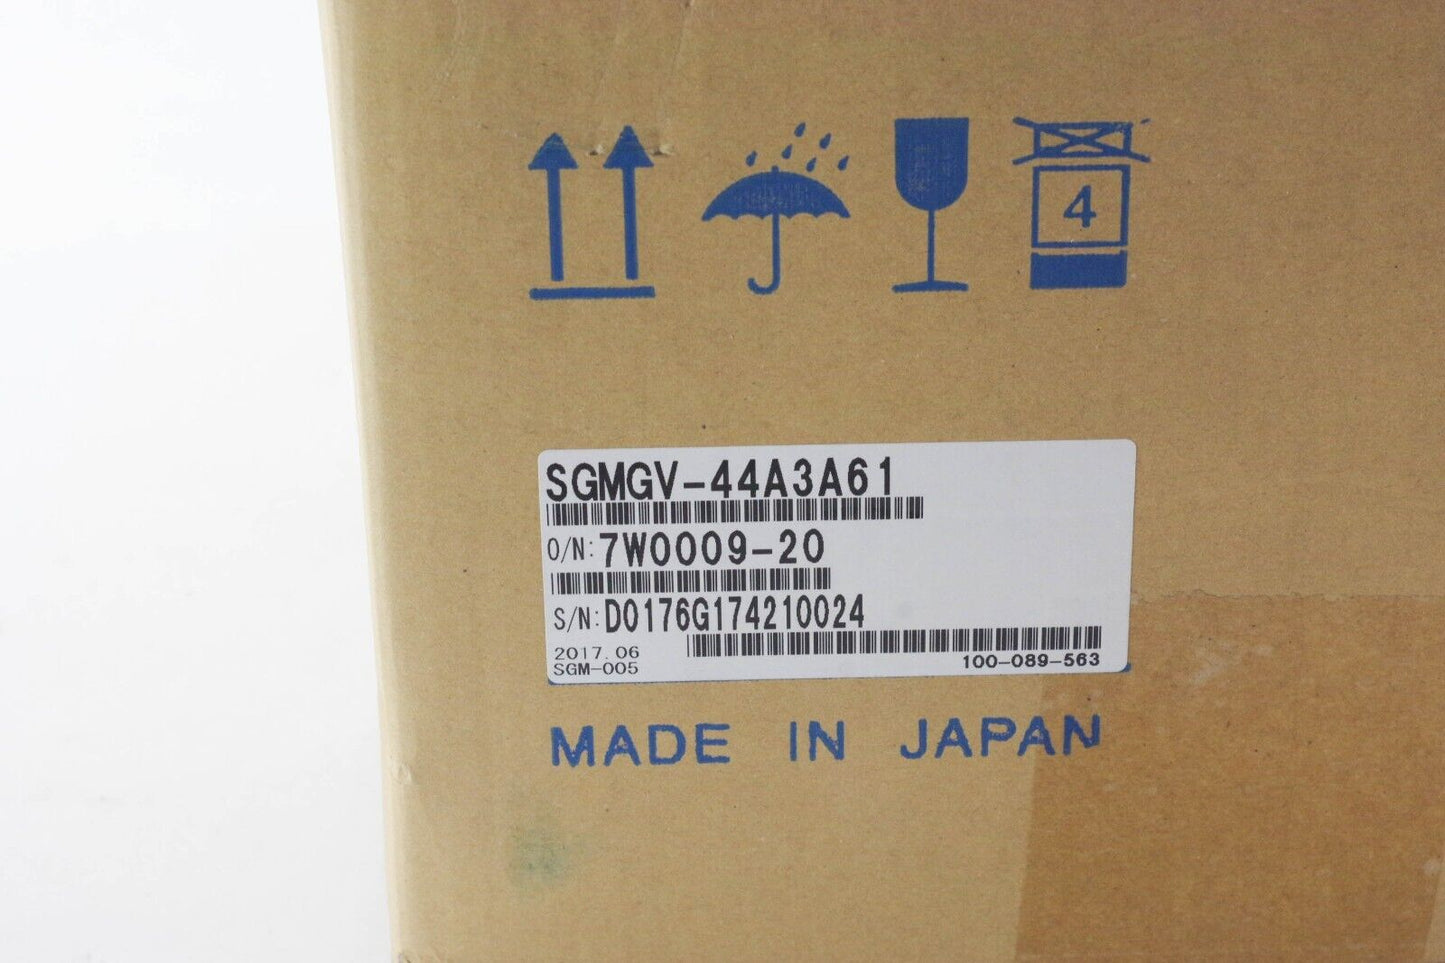 4
SGMGV-44A3A61
O/N: 7W0009-20
S/N: D0176G174210024
2017.06
SGM-005
100-089-563
MADE IN JAPAN